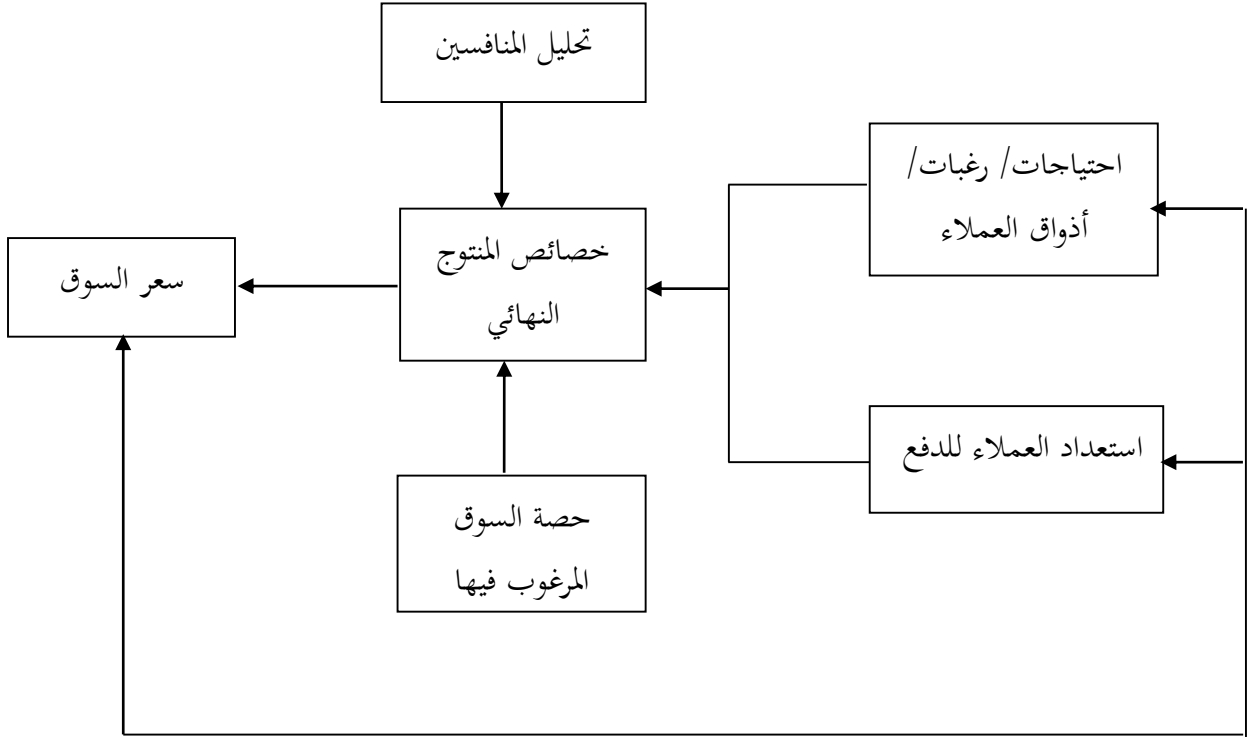 تحليل المنافسين
احتياجات/ رغبات/
أذواق العملاء
خصائص المنتوج
النهائي
سعر السوق
استعداد العملاء للدفع
حصة السوق
المرغوب فيها